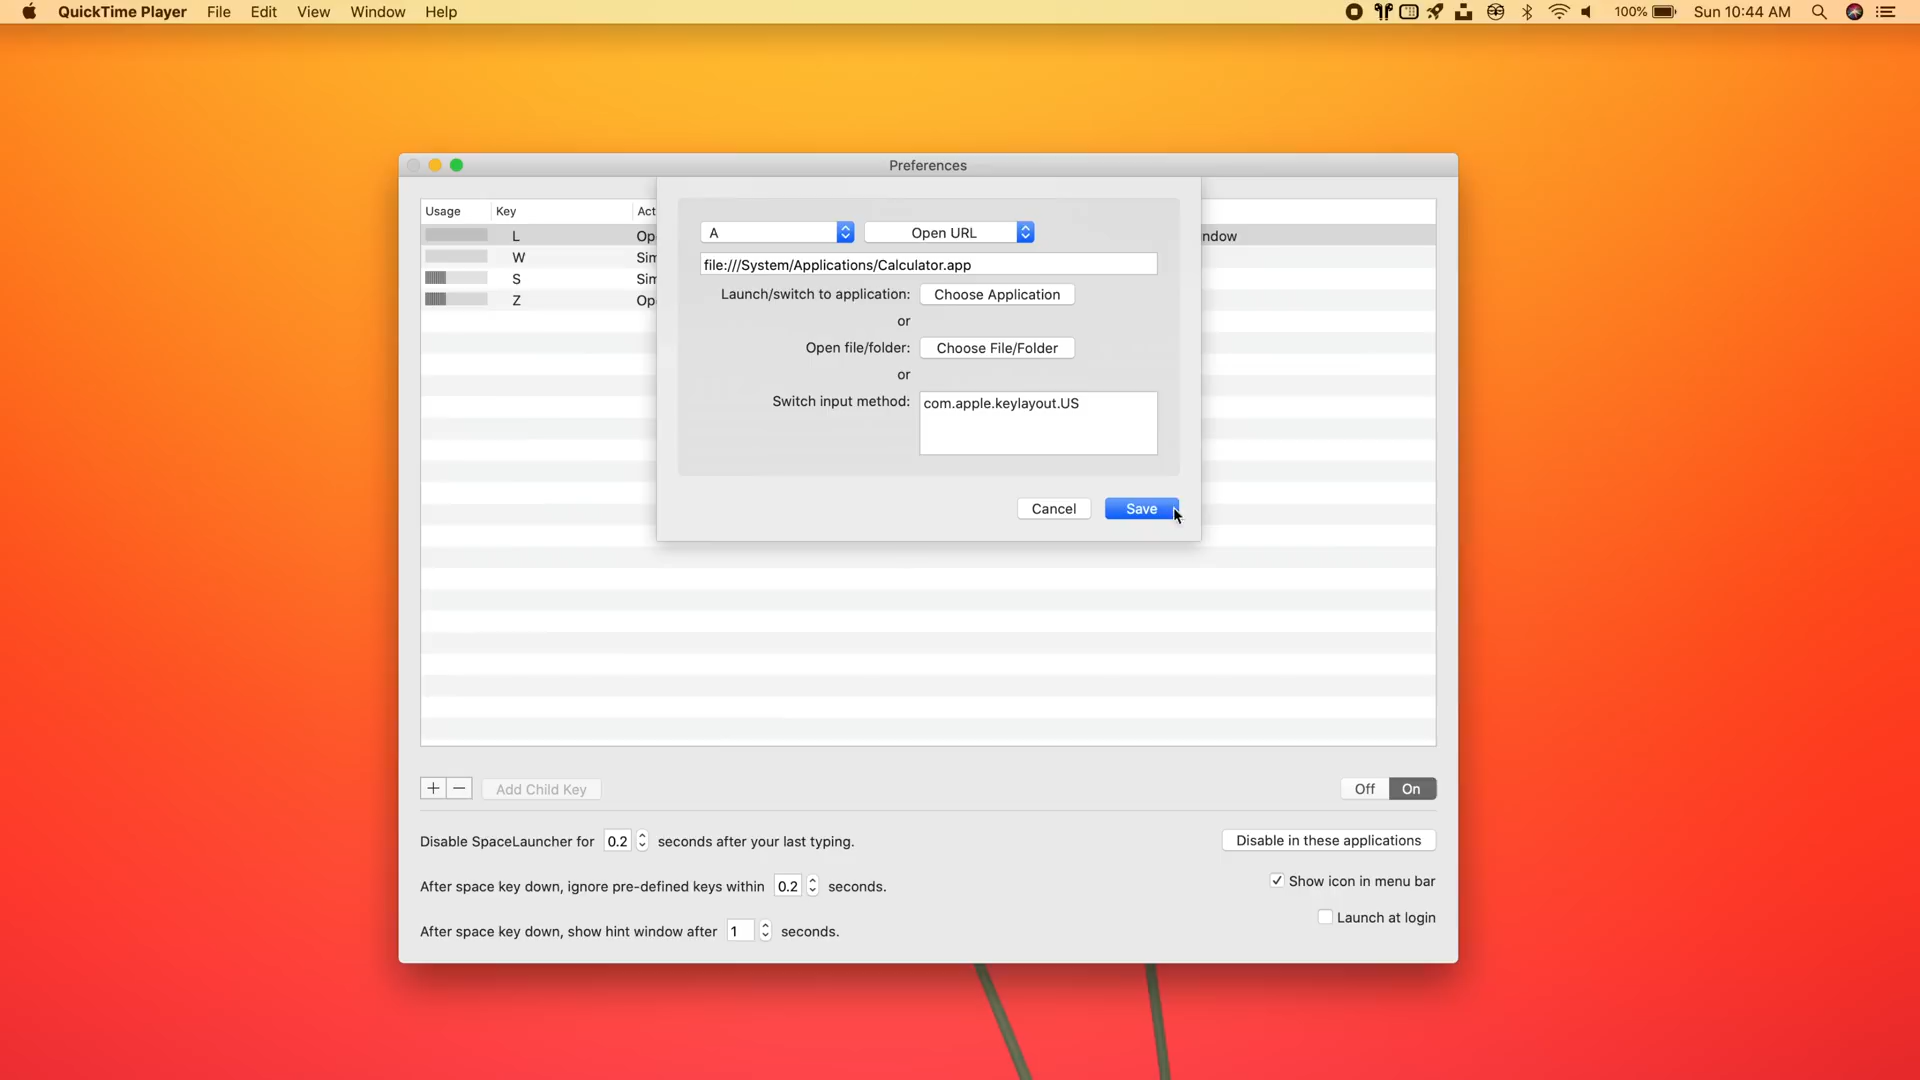 QuickTime Player File Edit View Window Help 100% Sun 10:44 AM
Preferences
Usage Key Act
L Op ndow
W Sim
S Sim
Z Op
A Open URL
file:///System/Applications/Calculator.app
Launch/switch to application: Choose Application
or
Open file/folder: Choose File/Folder
or
Switch input method: com.apple.keylayout.US
Cancel Save
+ − Add Child Key Off On
Disable SpaceLauncher for 0.2 seconds after your last typing. Disable in these applications
After space key down, ignore pre-defined keys within 0.2 seconds. Show icon in menu bar
After space key down, show hint window after 1 seconds. Launch at login